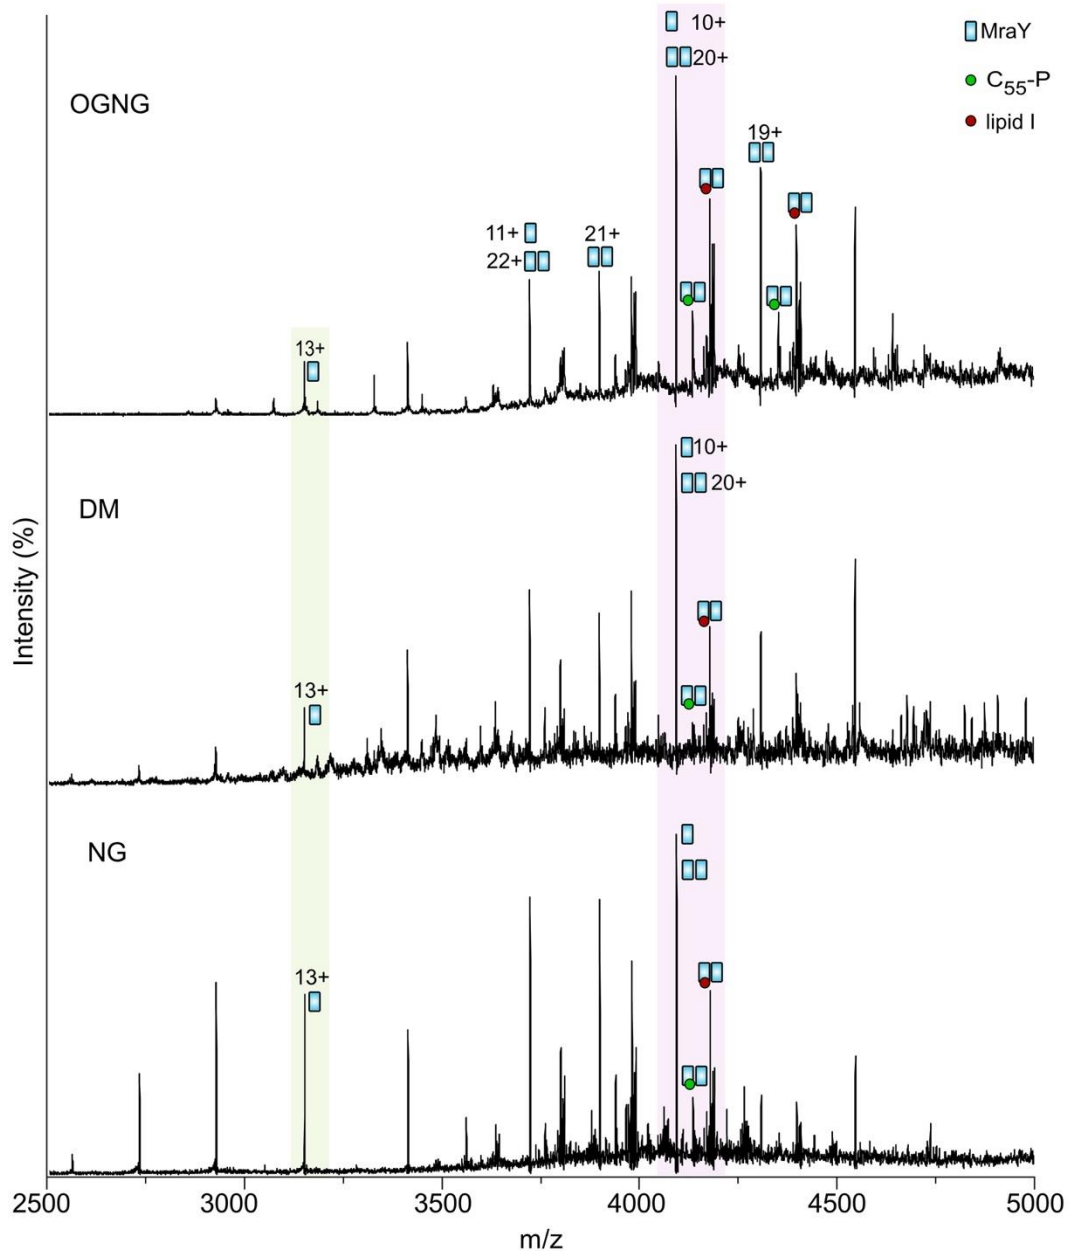 10+
20+
MraY
C55-P
lipid I
OGNG
19+
11+
22+
21+
13+
10+
20+
DM
13+
NG
13+
Intensity (%)
2500 3000 3500 4000 4500 5000
m/z